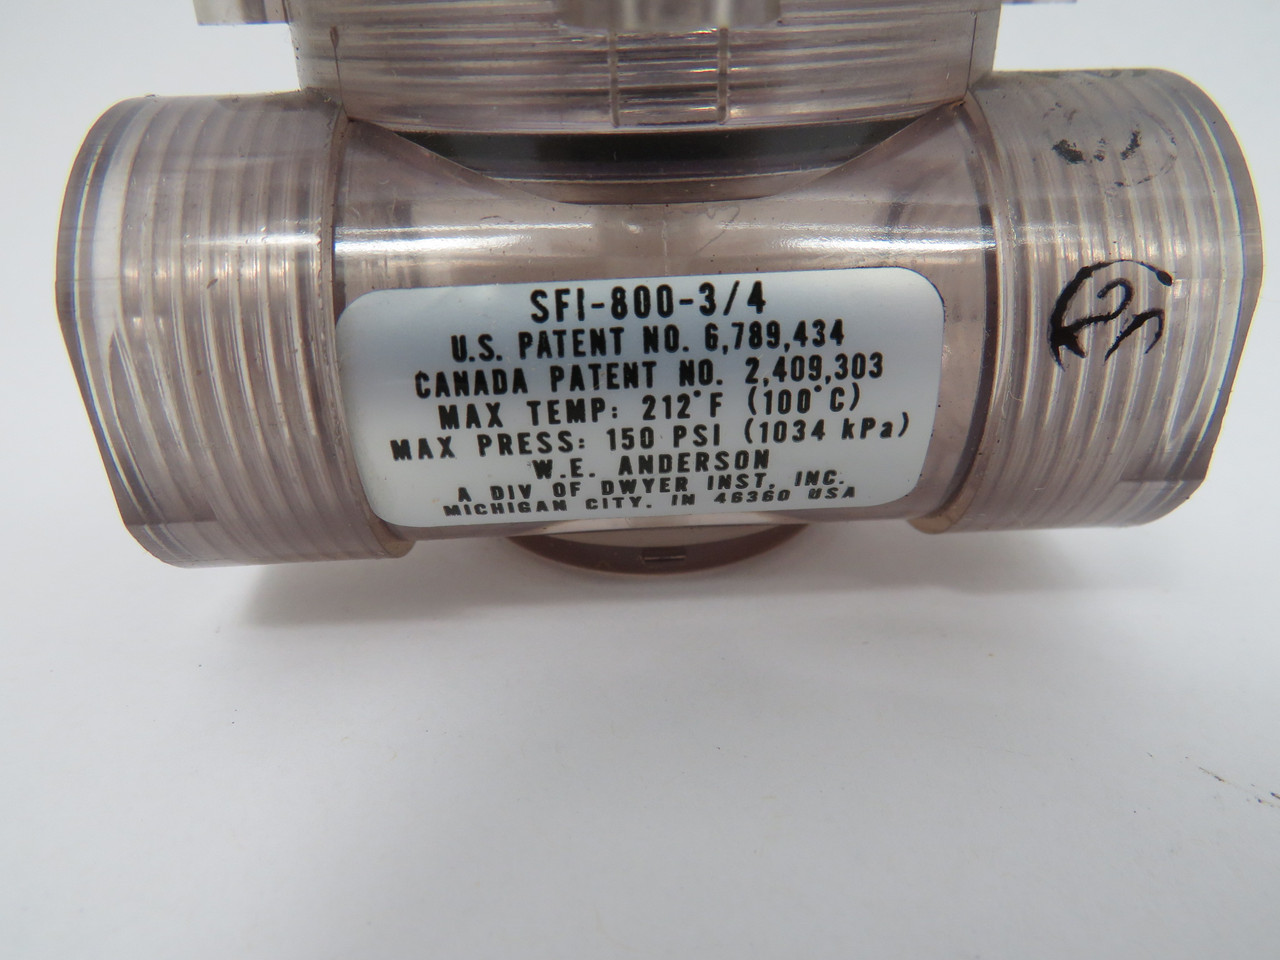 SFI-800-3/4
U.S. PATENT NO. 6,789,434
CANADA PATENT NO. 2,409,303
MAX TEMP: 212°F (100°C)
MAX PRESS: 150 PSI (1034 kPa)
W.E. ANDERSON
A DIV OF DWYER INST, INC.
MICHIGAN CITY, IN 46360 USA